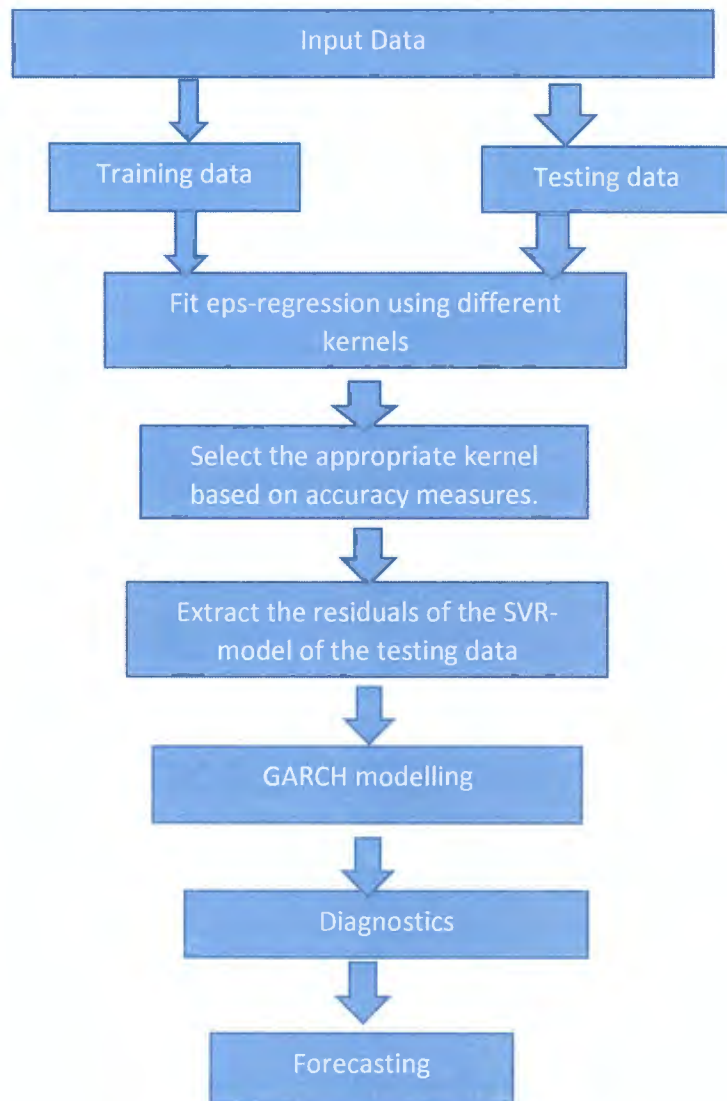 Input Data
Training data
Testing data
Fit eps-regression using different
kernels
Select the appropriate kernel
based on accuracy measures.
Extract the residuals of the SVR-
model of the testing data
GARCH modelling
Diagnostics
Forecasting